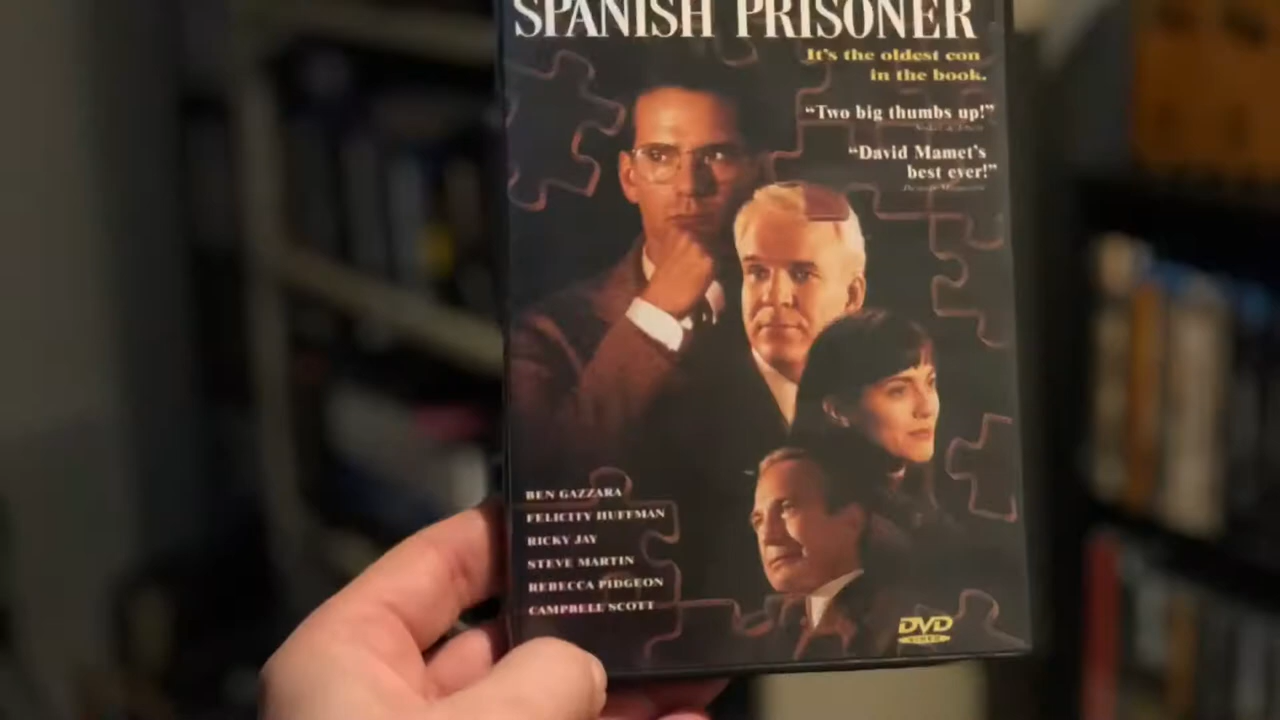 SPANISH PRISONER
It's the oldest con
in the book.
“Two big thumbs up!”
“David Mamet's
best ever!”
BEN GAZZARA
FELICITY HUFFMAN
RICKY JAY
STEVE MARTIN
REBECCA PIDGEON
CAMPBELL SCOTT
DVD
VIDEO